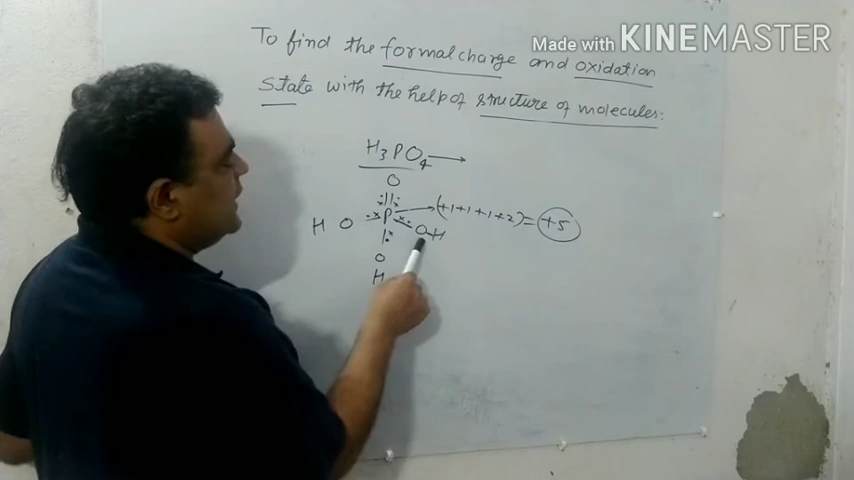 Made with KINEMASTER
To find the formal charge and oxidation
State with the help of structure of molecules:
H3PO4
O
H O P (+1+1+1+2) = +5
OH
O
H